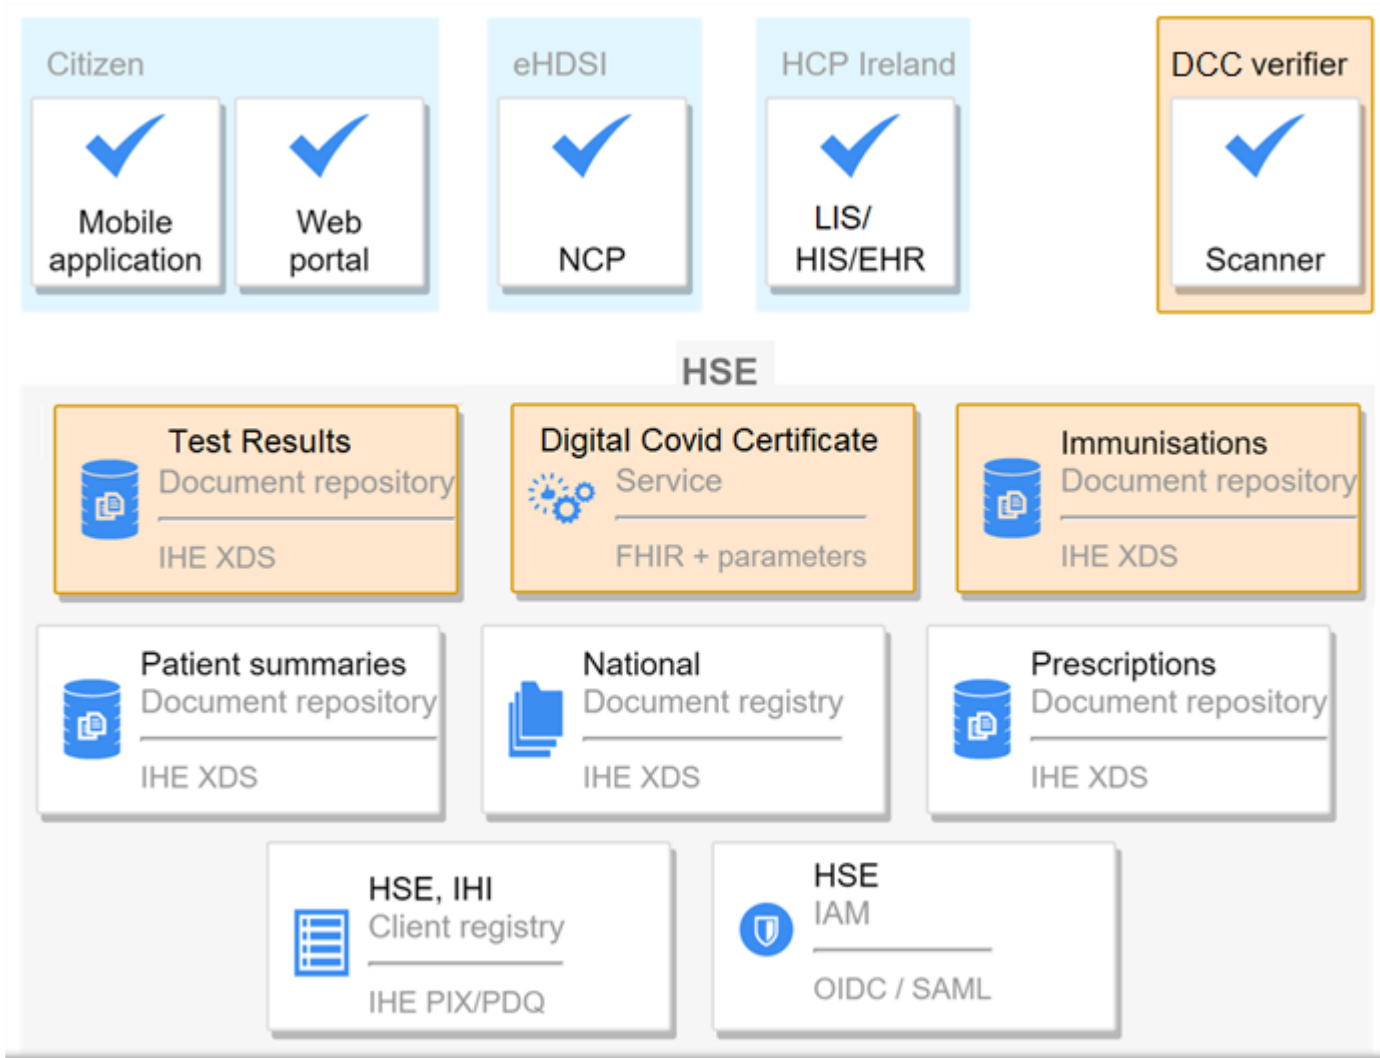 Citizen
Mobile
application
Web
portal
eHDSI
NCP
HCP Ireland
LIS/
HIS/EHR
DCC verifier
Scanner
HSE
Test Results
Document repository
IHE XDS
Digital Covid Certificate
Service
FHIR + parameters
Immunisations
Document repository
IHE XDS
Patient summaries
Document repository
IHE XDS
National
Document registry
IHE XDS
Prescriptions
Document repository
IHE XDS
HSE, IHI
Client registry
IHE PIX/PDQ
HSE
IAM
OIDC / SAML